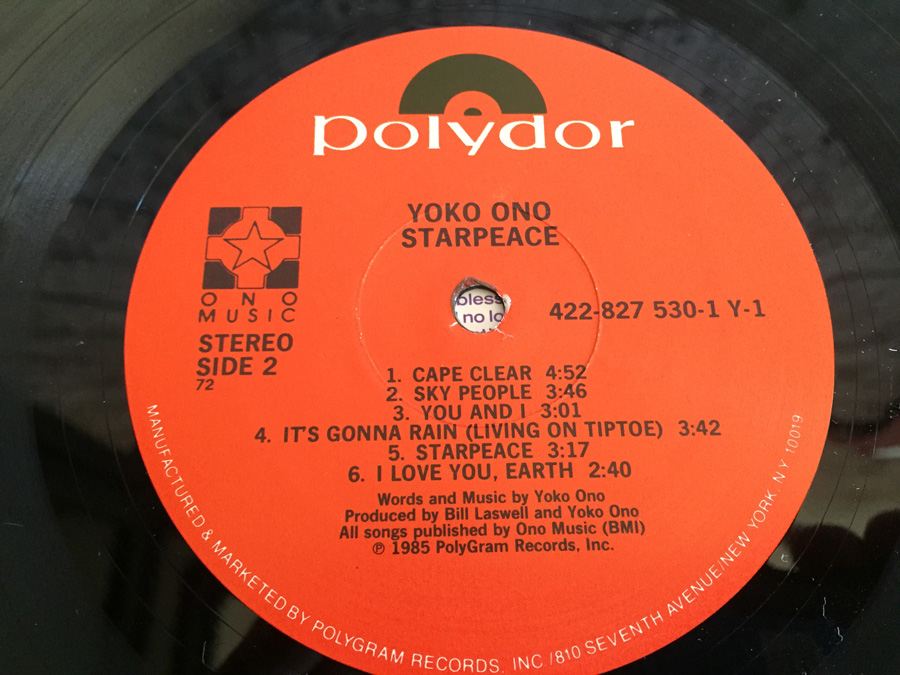 polydor
YOKO ONO
STARPEACE
ONO
MUSIC
STEREO
SIDE 2
72
422-827 530-1 Y-1
1. CAPE CLEAR 4:52
2. SKY PEOPLE 3:46
3. YOU AND I 3:01
4. IT'S GONNA RAIN (LIVING ON TIPTOE) 3:42
5. STARPEACE 3:17
6. I LOVE YOU, EARTH 2:40
Words and Music by Yoko Ono
Produced by Bill Laswell and Yoko Ono
All songs published by Ono Music (BMI)
℗ 1985 PolyGram Records, Inc.
MANUFACTURED & MARKETED BY POLYGRAM RECORDS, INC /810 SEVENTH AVENUE/NEW YORK, N.Y. 10019
no